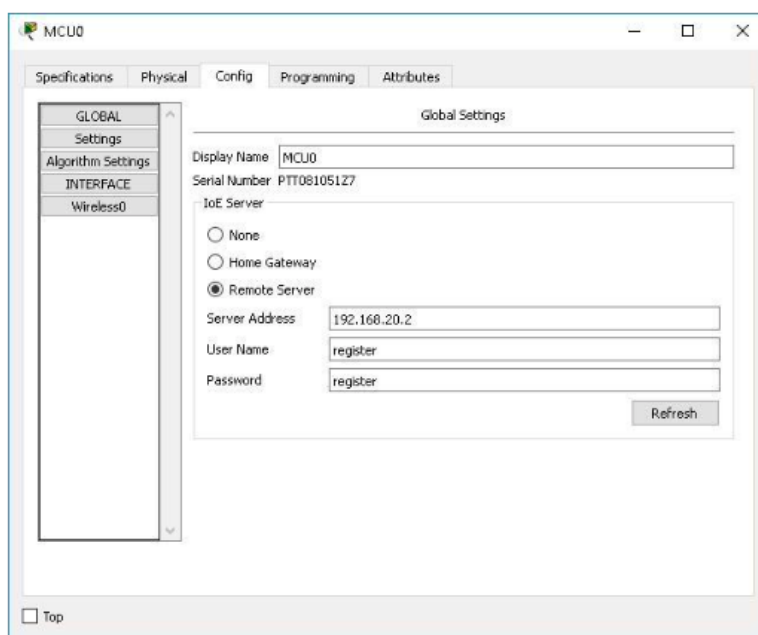 MCU0
Specifications Physical Config Programming Attributes
GLOBAL
Settings
Algorithm Settings
INTERFACE
Wireless0
Global Settings
Display Name MCU0
Serial Number PTT081051Z7
IoE Server
None
Home Gateway
Remote Server
Server Address 192.168.20.2
User Name register
Password register
Refresh
Top